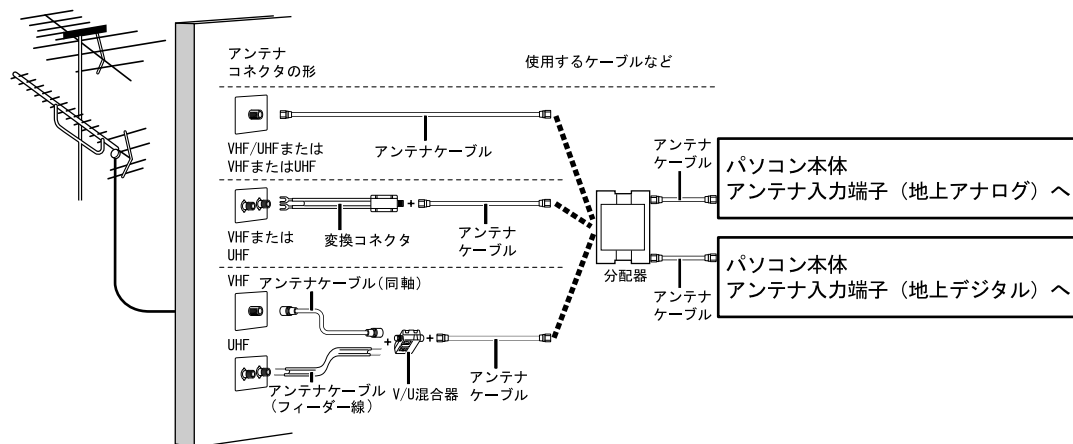 アンテナ
コネクタの形
使用するケーブルなど
VHF/UHFまたは
VHFまたはUHF
アンテナケーブル
VHFまたは
UHF
変換コネクタ
+
アンテナ
ケーブル
VHF
アンテナケーブル(同軸)
UHF
アンテナケーブル
(フィーダー線)
+
V/U混合器
+
アンテナ
ケーブル
分配器
アンテナ
ケーブル
パソコン本体
アンテナ入力端子（地上アナログ）へ
アンテナ
ケーブル
パソコン本体
アンテナ入力端子（地上デジタル）へ